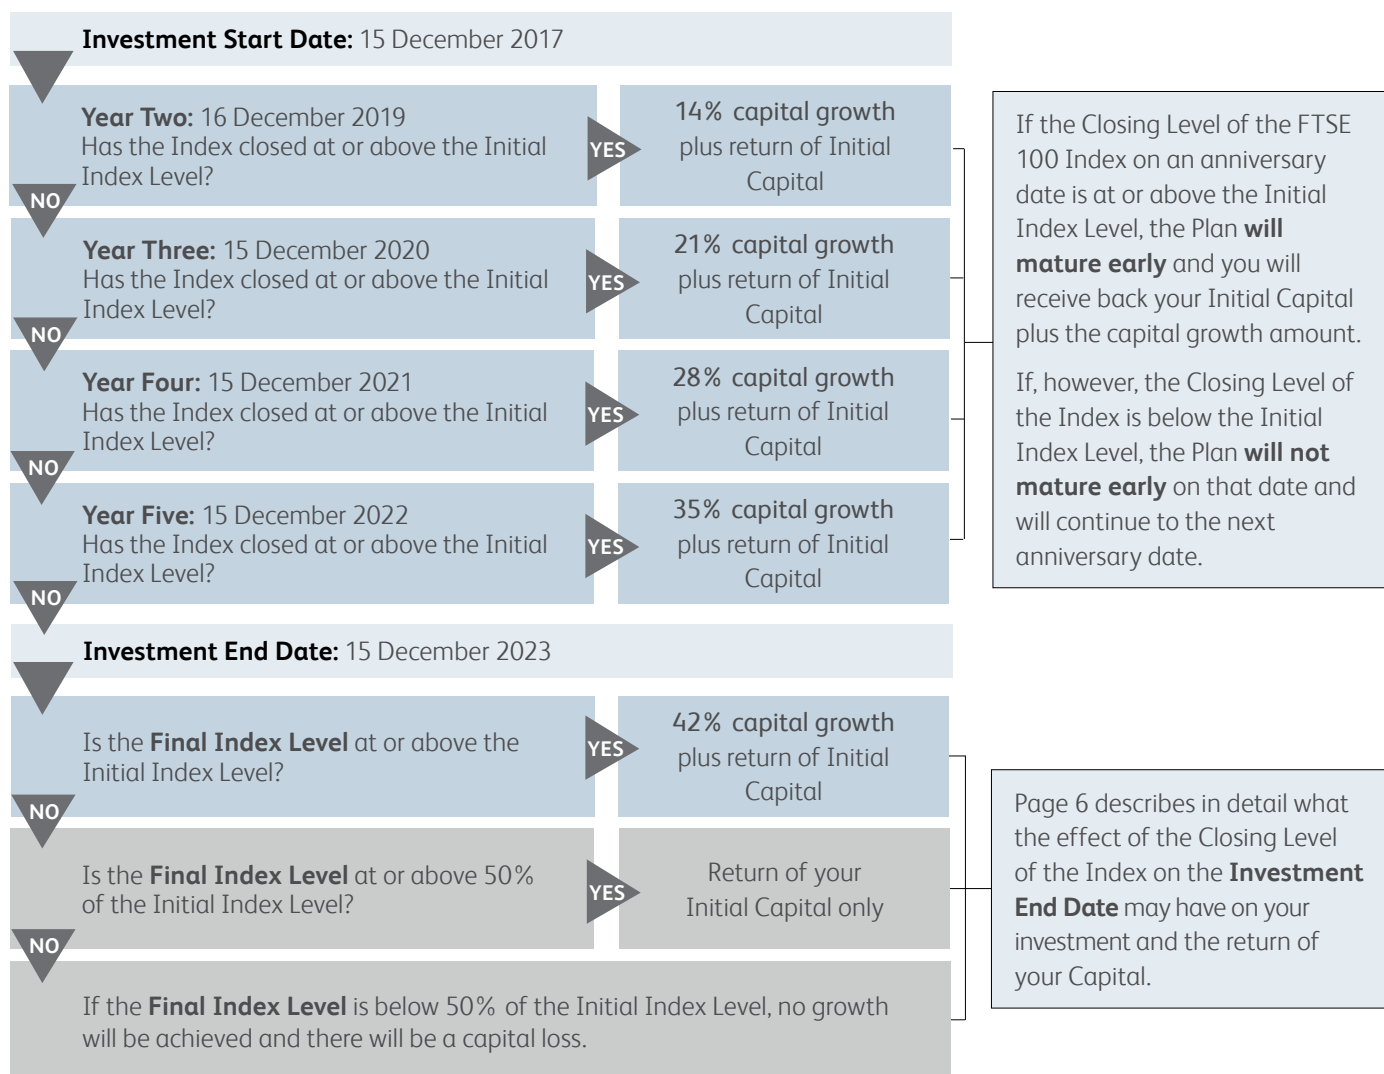 Investment Start Date: 15 December 2017
Year Two: 16 December 2019
Has the Index closed at or above the Initial
Index Level?
YES
14% capital growth
plus return of Initial
Capital
NO
Year Three: 15 December 2020
Has the Index closed at or above the Initial
Index Level?
YES
21% capital growth
plus return of Initial
Capital
NO
Year Four: 15 December 2021
Has the Index closed at or above the Initial
Index Level?
YES
28% capital growth
plus return of Initial
Capital
NO
Year Five: 15 December 2022
Has the Index closed at or above the Initial
Index Level?
YES
35% capital growth
plus return of Initial
Capital
NO
If the Closing Level of the FTSE
100 Index on an anniversary
date is at or above the Initial
Index Level, the Plan will
mature early and you will
receive back your Initial Capital
plus the capital growth amount.
If, however, the Closing Level of
the Index is below the Initial
Index Level, the Plan will not
mature early on that date and
will continue to the next
anniversary date.
Investment End Date: 15 December 2023
Is the Final Index Level at or above the
Initial Index Level?
YES
42% capital growth
plus return of Initial
Capital
NO
Is the Final Index Level at or above 50%
of the Initial Index Level?
YES
Return of your
Initial Capital only
NO
If the Final Index Level is below 50% of the Initial Index Level, no growth
will be achieved and there will be a capital loss.
Page 6 describes in detail what
the effect of the Closing Level
of the Index on the Investment
End Date may have on your
investment and the return of
your Capital.